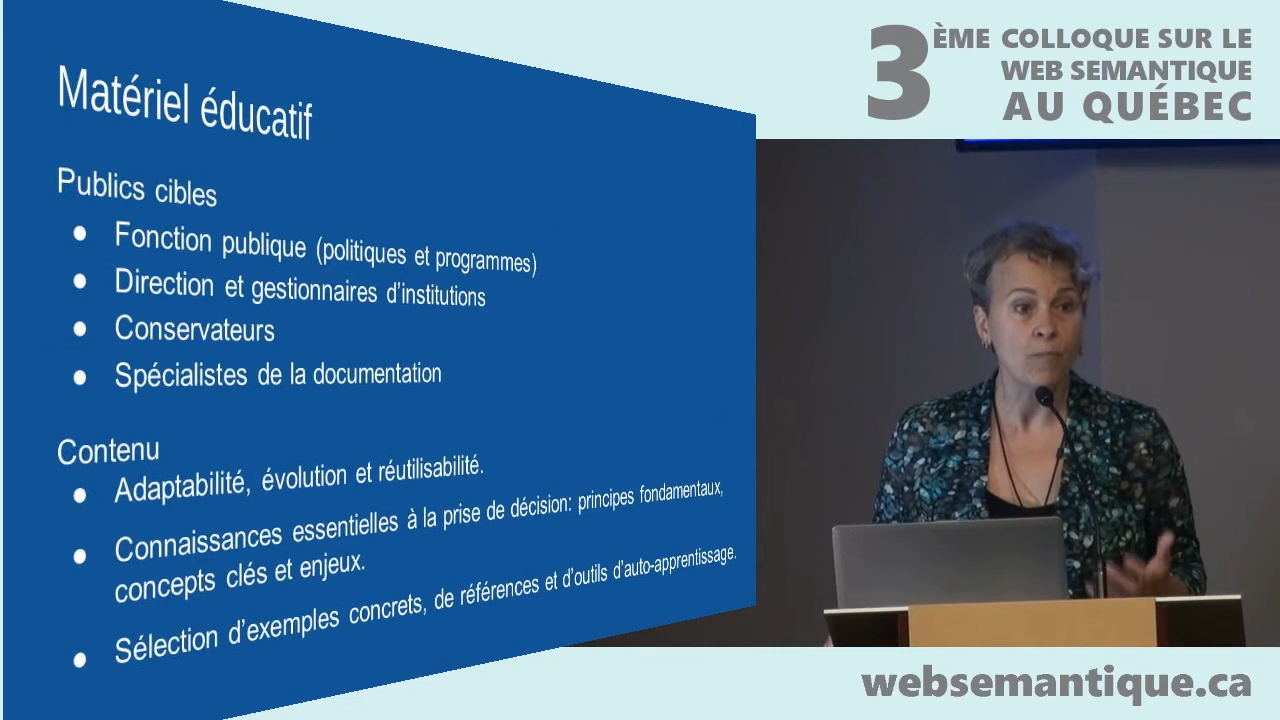 Matériel éducatif
Publics cibles
● Fonction publique (politiques et programmes)
● Direction et gestionnaires d'institutions
● Conservateurs
● Spécialistes de la documentation
Contenu
● Adaptabilité, évolution et réutilisabilité.
● Connaissances essentielles à la prise de décision: principes fondamentaux,
concepts clés et enjeux.
● Sélection d'exemples concrets, de références et d'outils d'auto-apprentissage.
3ÈME COLLOQUE SUR LE
WEB SEMANTIQUE
AU QUÉBEC
websemantique.ca